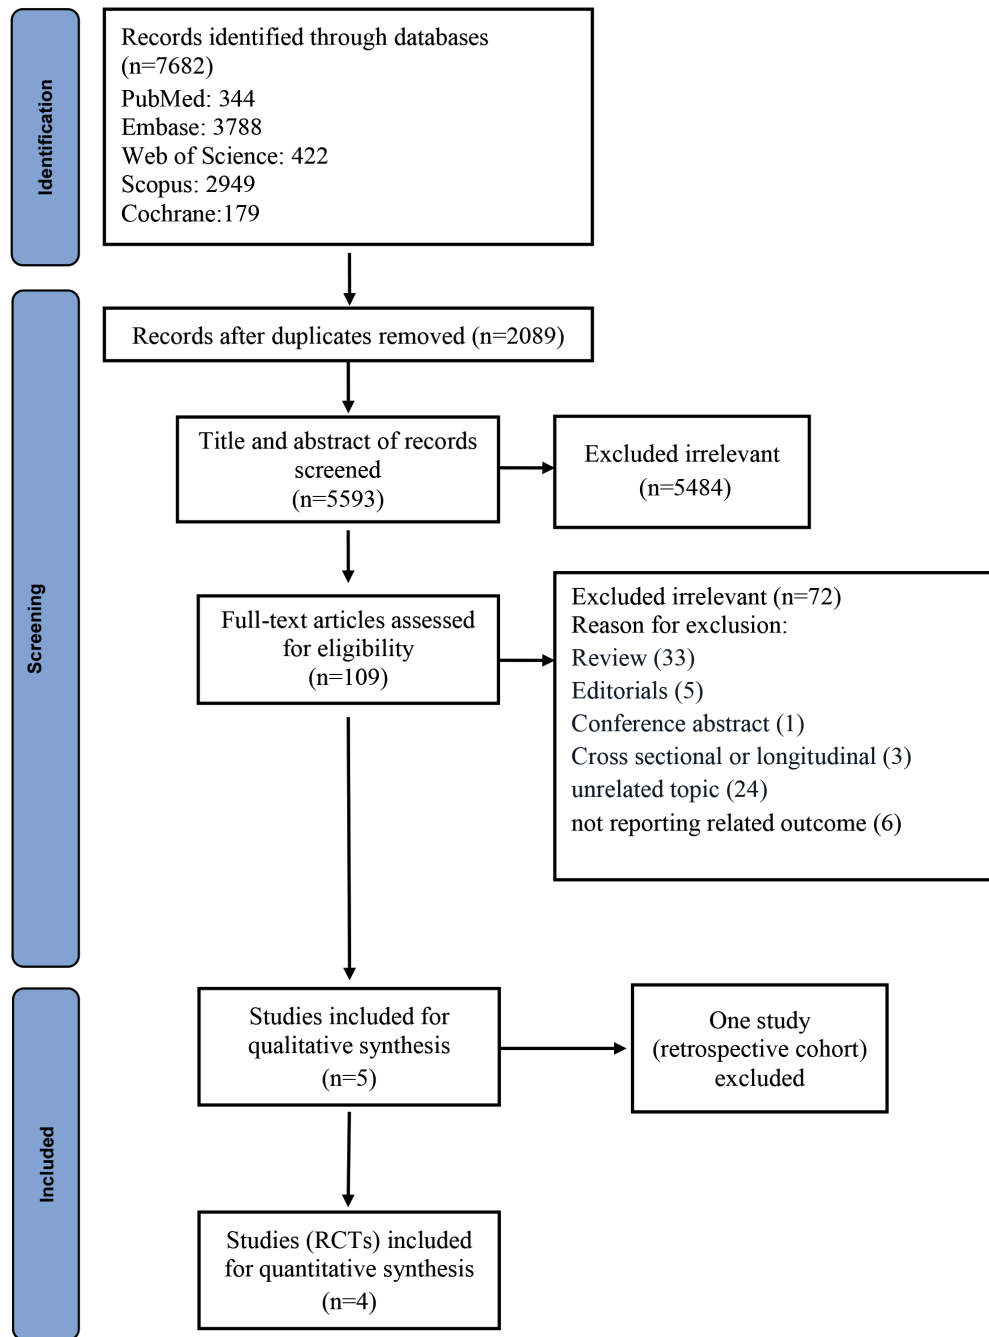 Identification
Records identified through databases
(n=7682)
PubMed: 344
Embase: 3788
Web of Science: 422
Scopus: 2949
Cochrane:179
Screening
Records after duplicates removed (n=2089)
Title and abstract of records
screened
(n=5593)
Excluded irrelevant
(n=5484)
Full-text articles assessed
for eligibility
(n=109)
Excluded irrelevant (n=72)
Reason for exclusion:
Review (33)
Editorials (5)
Conference abstract (1)
Cross sectional or longitudinal (3)
unrelated topic (24)
not reporting related outcome (6)
Included
Studies included for
qualitative synthesis
(n=5)
One study
(retrospective cohort)
excluded
Studies (RCTs) included
for quantitative synthesis
(n=4)